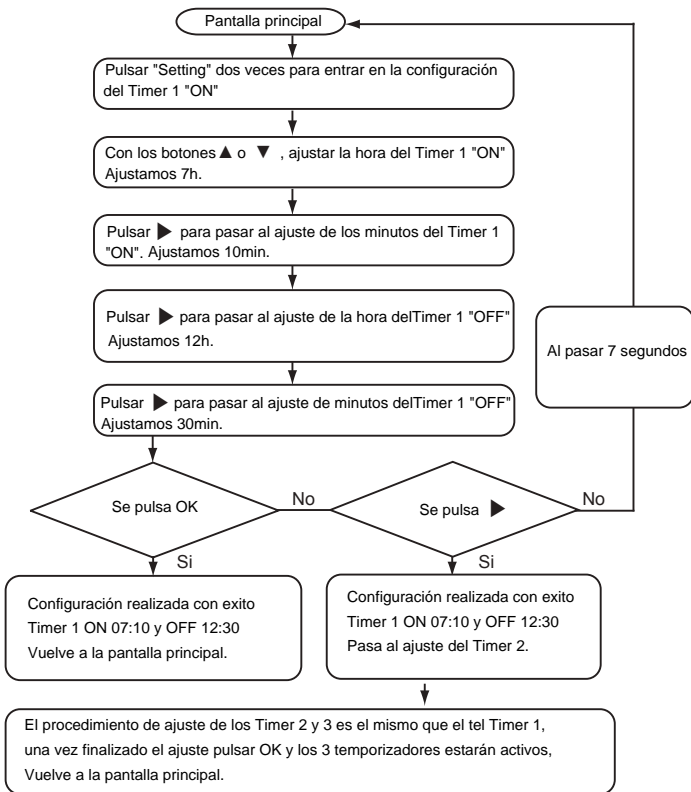 Pantalla principal
Pulsar "Setting" dos veces para entrar en la configuración
del Timer 1 "ON"
Con los botones ▲ o ▼ , ajustar la hora del Timer 1 "ON"
Ajustamos 7h.
Pulsar ▶ para pasar al ajuste de los minutos del Timer 1
"ON". Ajustamos 10min.
Pulsar ▶ para pasar al ajuste de la hora delTimer 1 "OFF"
Ajustamos 12h.
Al pasar 7 segundos
Pulsar ▶ para pasar al ajuste de minutos delTimer 1 "OFF"
Ajustamos 30min.
Se pulsa OK
No
Se pulsa ▶
No
Si
Si
Configuración realizada con exito
Timer 1 ON 07:10 y OFF 12:30
Vuelve a la pantalla principal.
Configuración realizada con exito
Timer 1 ON 07:10 y OFF 12:30
Pasa al ajuste del Timer 2.
El procedimiento de ajuste de los Timer 2 y 3 es el mismo que el tel Timer 1,
una vez finalizado el ajuste pulsar OK y los 3 temporizadores estarán activos,
Vuelve a la pantalla principal.